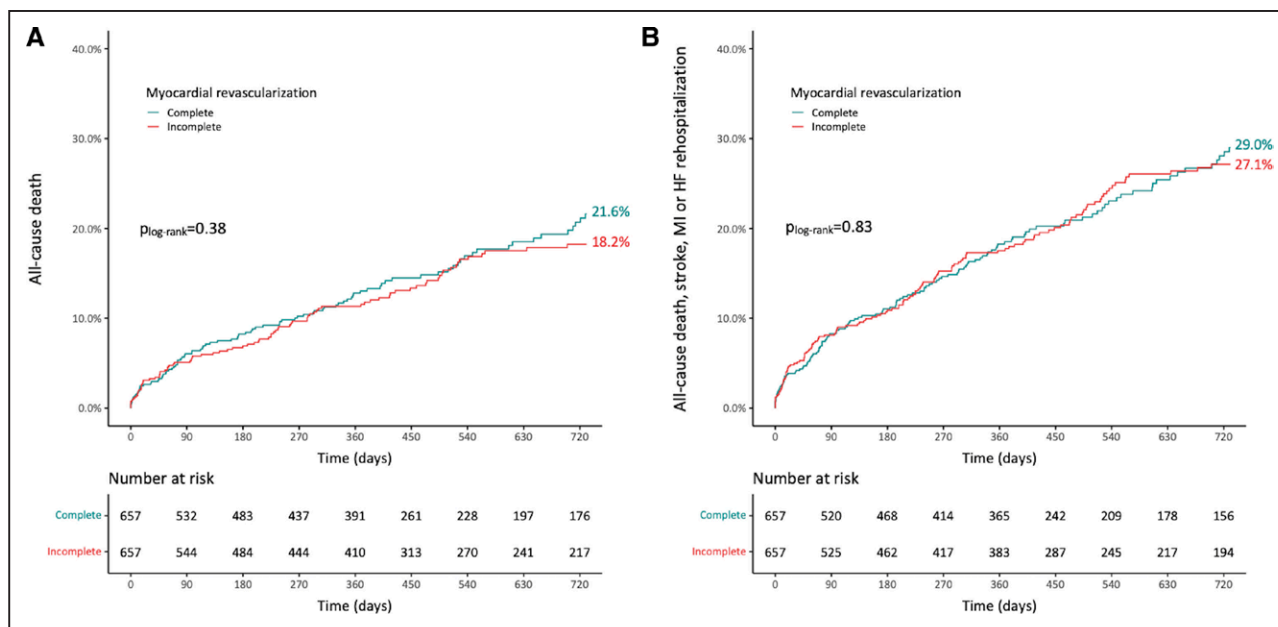 A
All-cause death
40.0%
30.0%
20.0%
10.0%
0.0%
Myocardial revascularization
Complete
Incomplete
plog-rank=0.38
21.6%
18.2%
0 90 180 270 360 450 540 630 720
Time (days)
Number at risk
Complete 657 532 483 437 391 261 228 197 176
Incomplete 657 544 484 444 410 313 270 241 217
0 90 180 270 360 450 540 630 720
Time (days)
B
All-cause death, stroke, MI or HF rehospitalization
40.0%
30.0%
20.0%
10.0%
0.0%
Myocardial revascularization
Complete
Incomplete
plog-rank=0.83
29.0%
27.1%
0 90 180 270 360 450 540 630 720
Time (days)
Number at risk
Complete 657 520 468 414 365 242 209 178 156
Incomplete 657 525 462 417 383 287 245 217 194
0 90 180 270 360 450 540 630 720
Time (days)